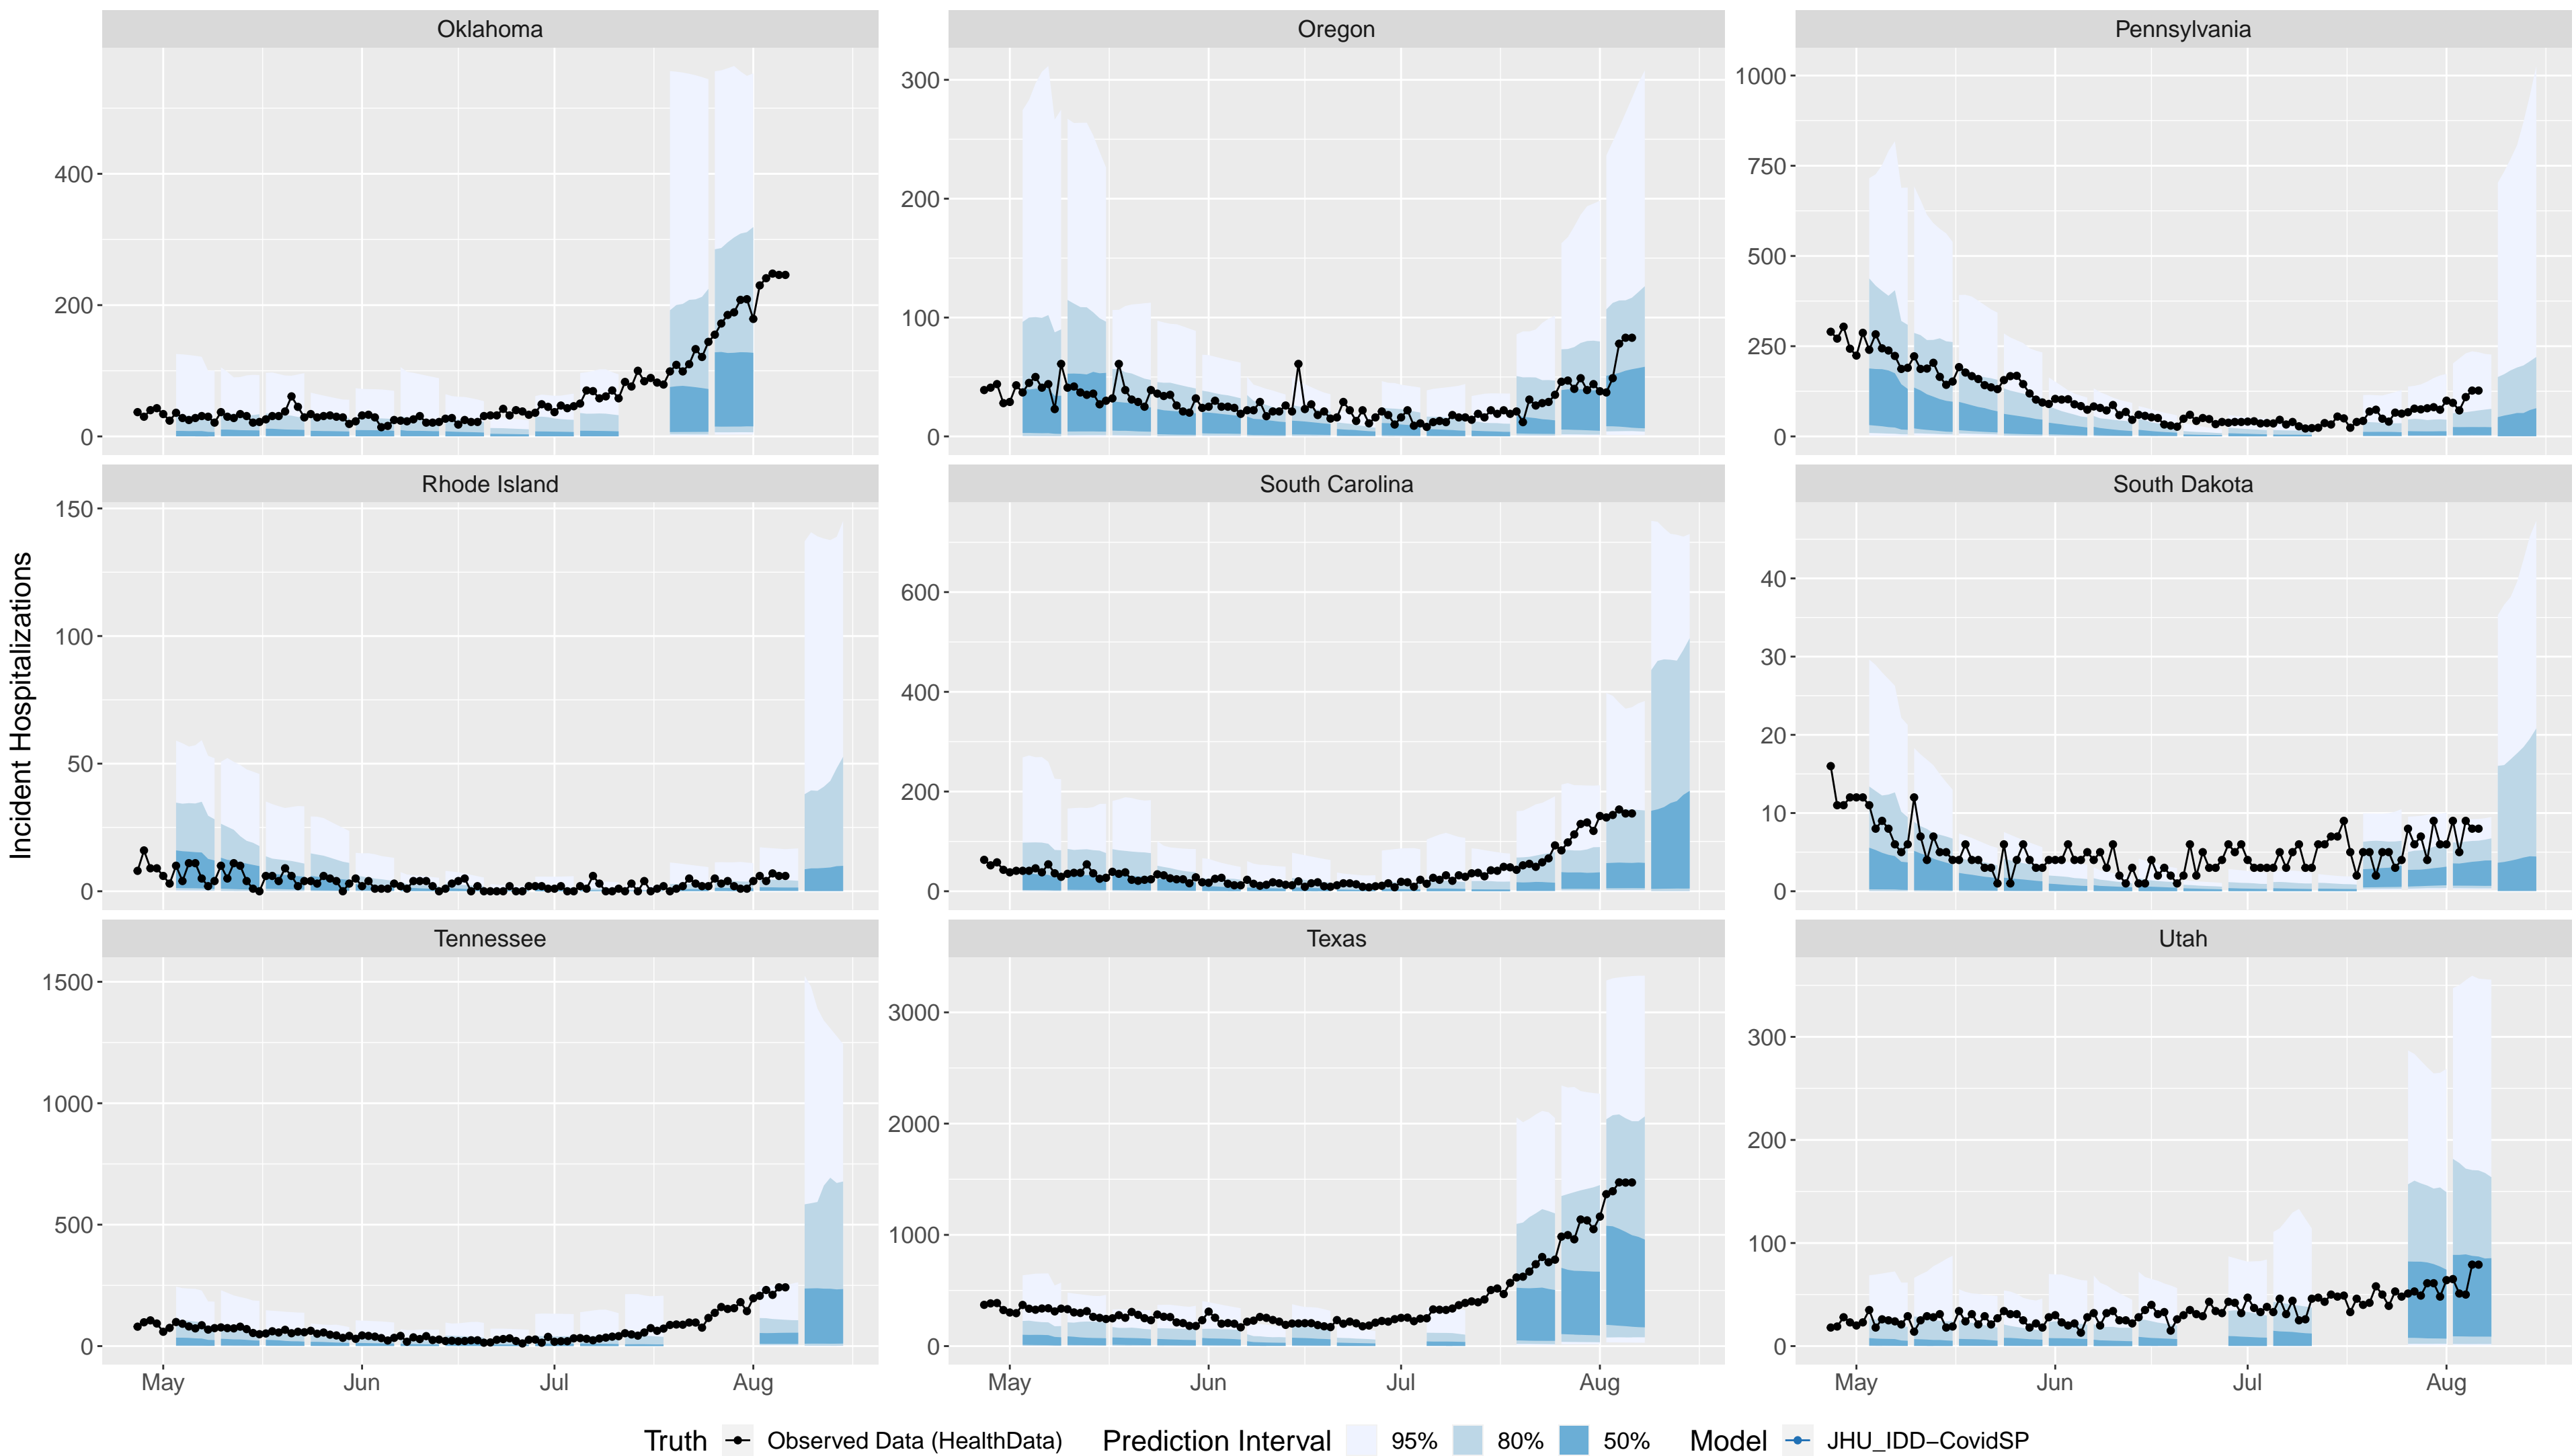 Oklahoma
Oregon
Pennsylvania
400
200
0
300
200
100
0
1000
750
500
250
0
Rhode Island
South Carolina
South Dakota
Incident Hospitalizations
150
100
50
0
600
400
200
0
40
30
20
10
0
Tennessee
Texas
Utah
1500
1000
500
0
3000
2000
1000
0
300
200
100
0
May Jun Jul Aug
May Jun Jul Aug
May Jun Jul Aug
Truth Observed Data (HealthData) Prediction Interval 95% 80% 50% Model JHU_IDD−CovidSP